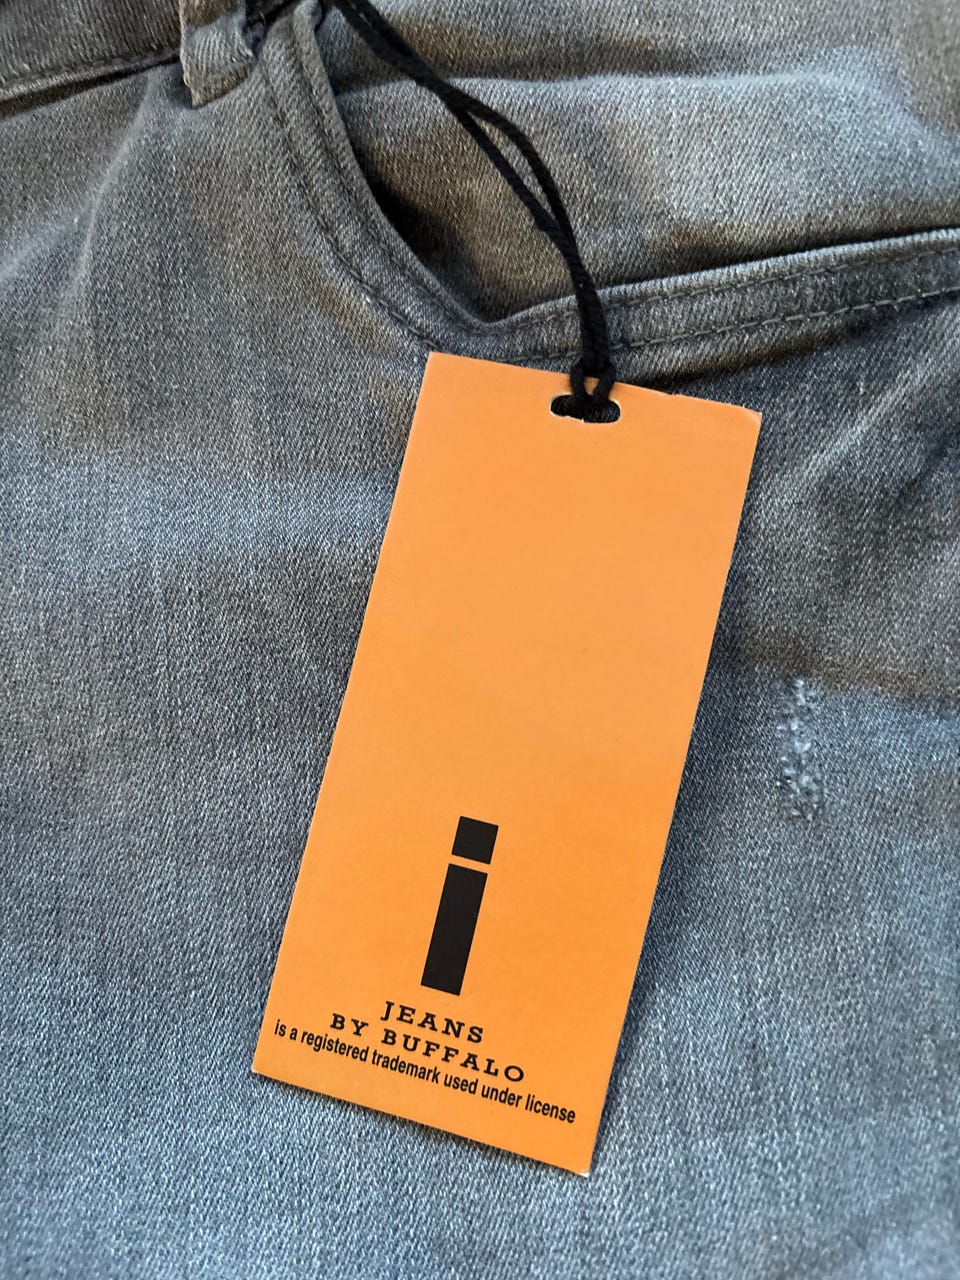 i
JEANS
BY BUFFALO
is a registered trademark used under license